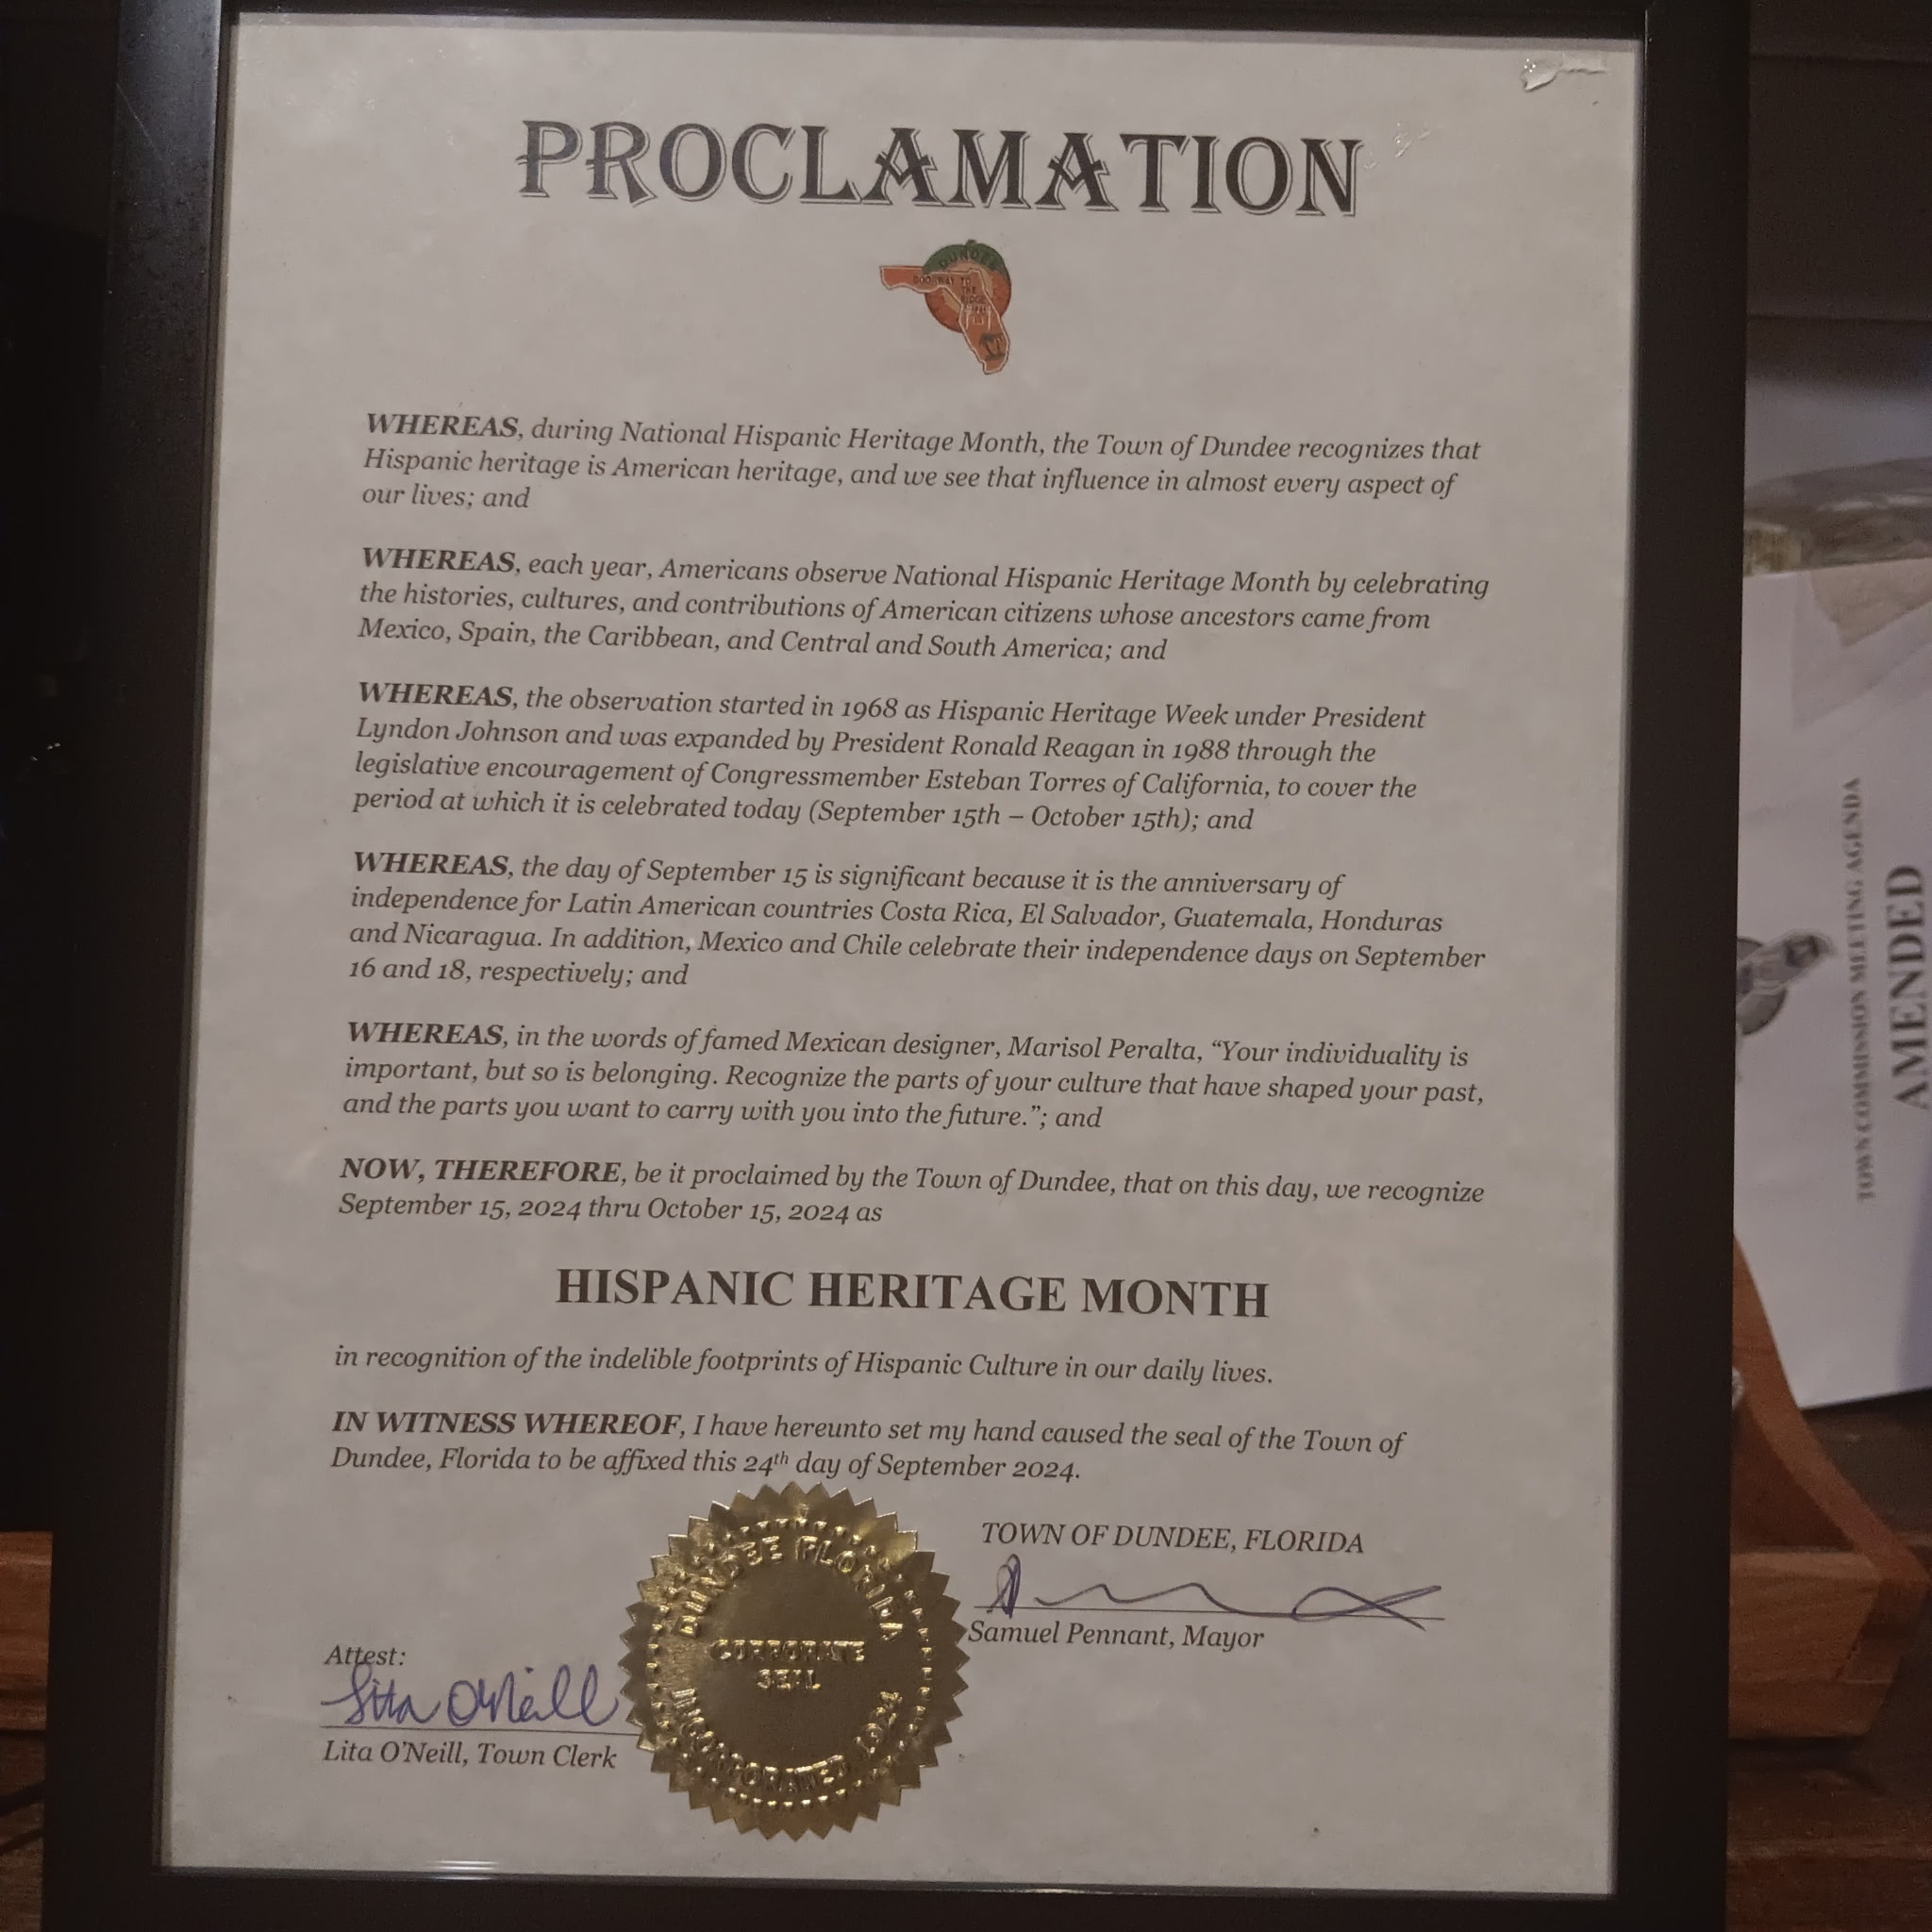 PROCLAMATION
DUNDEE
DOORWAY TO
THE
RIDGE
WHEREAS, during National Hispanic Heritage Month, the Town of Dundee recognizes that
Hispanic heritage is American heritage, and we see that influence in almost every aspect of
our lives; and
WHEREAS, each year, Americans observe National Hispanic Heritage Month by celebrating
the histories, cultures, and contributions of American citizens whose ancestors came from
Mexico, Spain, the Caribbean, and Central and South America; and
WHEREAS, the observation started in 1968 as Hispanic Heritage Week under President
Lyndon Johnson and was expanded by President Ronald Reagan in 1988 through the
legislative encouragement of Congressmember Esteban Torres of California, to cover the
period at which it is celebrated today (September 15th – October 15th); and
WHEREAS, the day of September 15 is significant because it is the anniversary of
independence for Latin American countries Costa Rica, El Salvador, Guatemala, Honduras
and Nicaragua. In addition, Mexico and Chile celebrate their independence days on September
16 and 18, respectively; and
WHEREAS, in the words of famed Mexican designer, Marisol Peralta, “Your individuality is
important, but so is belonging. Recognize the parts of your culture that have shaped your past,
and the parts you want to carry with you into the future.”; and
NOW, THEREFORE, be it proclaimed by the Town of Dundee, that on this day, we recognize
September 15, 2024 thru October 15, 2024 as
HISPANIC HERITAGE MONTH
in recognition of the indelible footprints of Hispanic Culture in our daily lives.
IN WITNESS WHEREOF, I have hereunto set my hand caused the seal of the Town of
Dundee, Florida to be affixed this 24th day of September 2024.
TOWN OF DUNDEE, FLORIDA
Samuel Pennant, Mayor
Attest:
Lita O'Neill
Lita O'Neill, Town Clerk
DUNDEE FLORIDA
CORPORATE
SEAL
INCORPORATED 1924
TOWN COMMISSION MEETING AGENDA
AMENDED